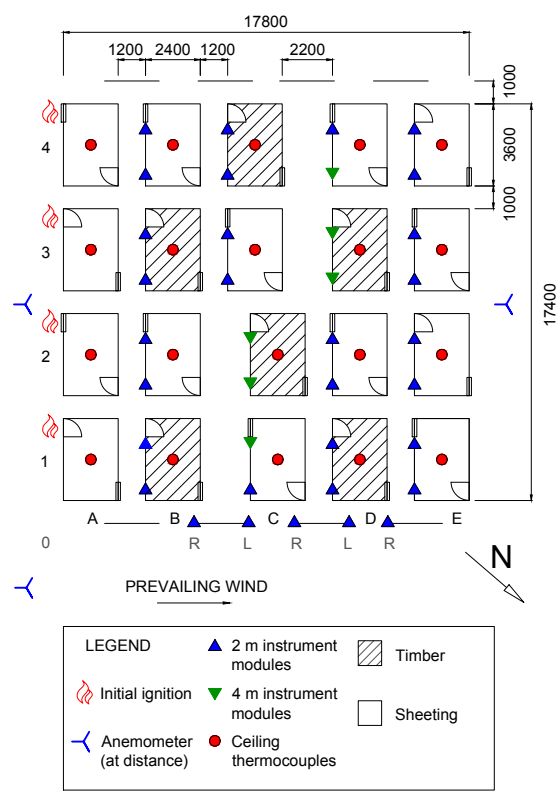 17800
1200 2400 1200 2200
1000
4
3600
1000
3
17400
2
1
A B C D E
0 R L R L R
N
PREVAILING WIND
LEGEND
2 m instrument
modules
Timber
Initial ignition
4 m instrument
modules
Sheeting
Anemometer
(at distance)
Ceiling
thermocouples